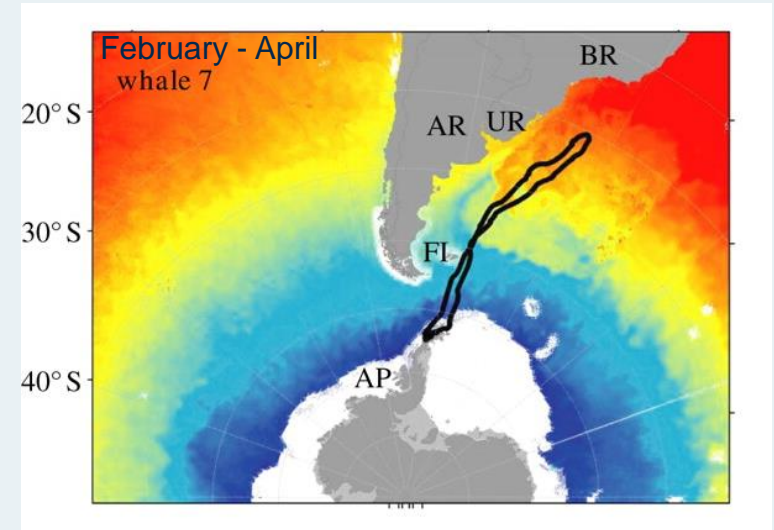 February - April
whale 7
BR
20° S
AR UR
30° S
FI
40° S
AP